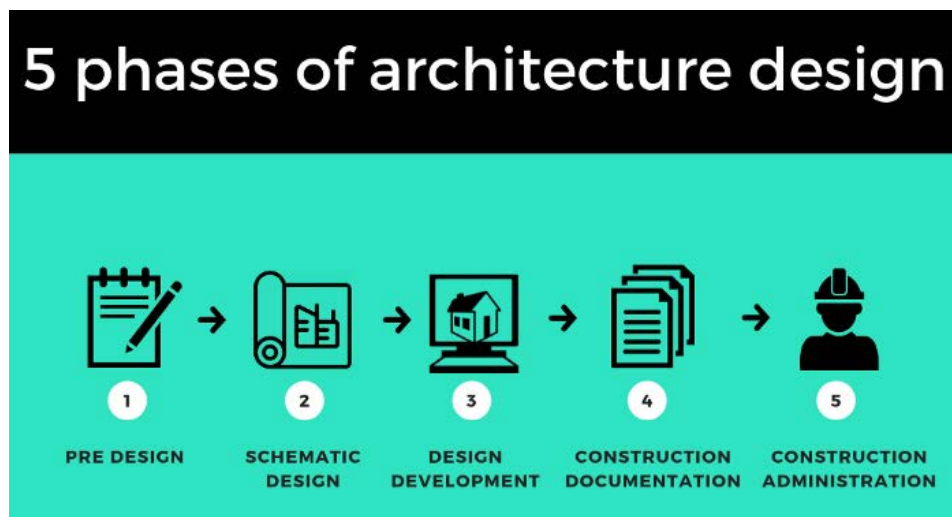 5 phases of architecture design
1
2
3
4
5
PRE DESIGN
SCHEMATIC
DESIGN
DESIGN
DEVELOPMENT
CONSTRUCTION
DOCUMENTATION
CONSTRUCTION
ADMINISTRATION